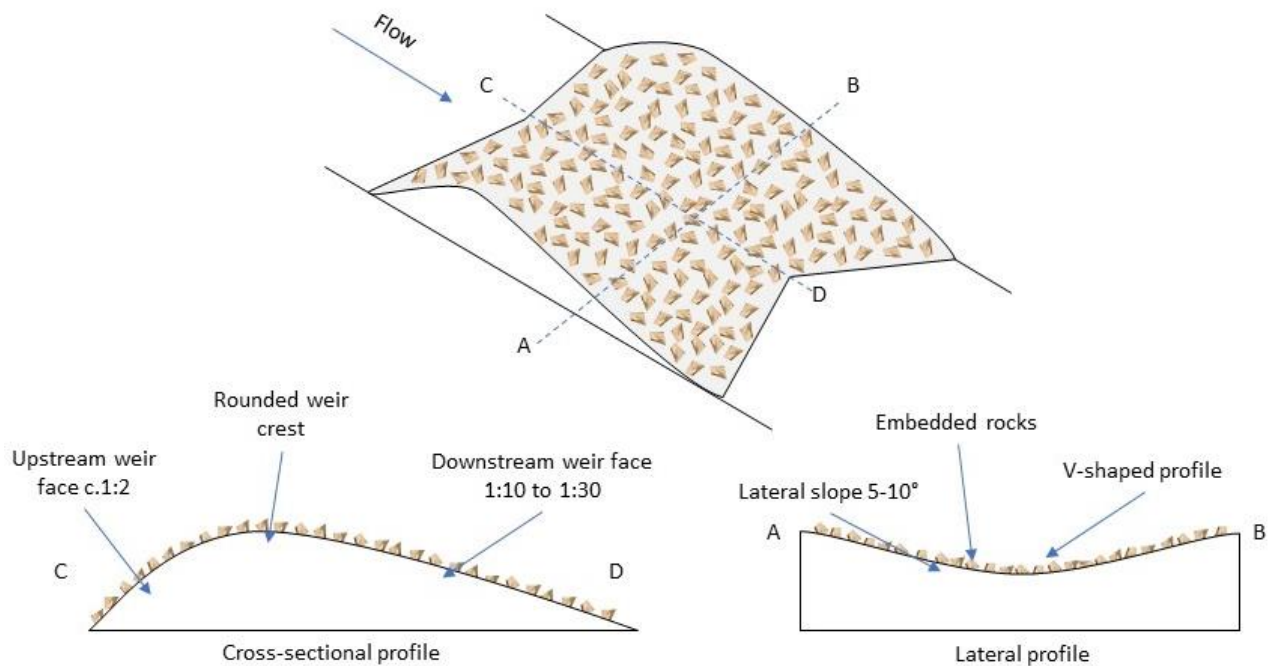 Flow
C
B
A
D
Rounded weir
crest
Upstream weir
face c.1:2
Downstream weir face
1:10 to 1:30
C
D
Cross-sectional profile
Embedded rocks
Lateral slope 5-10°
V-shaped profile
A
B
Lateral profile